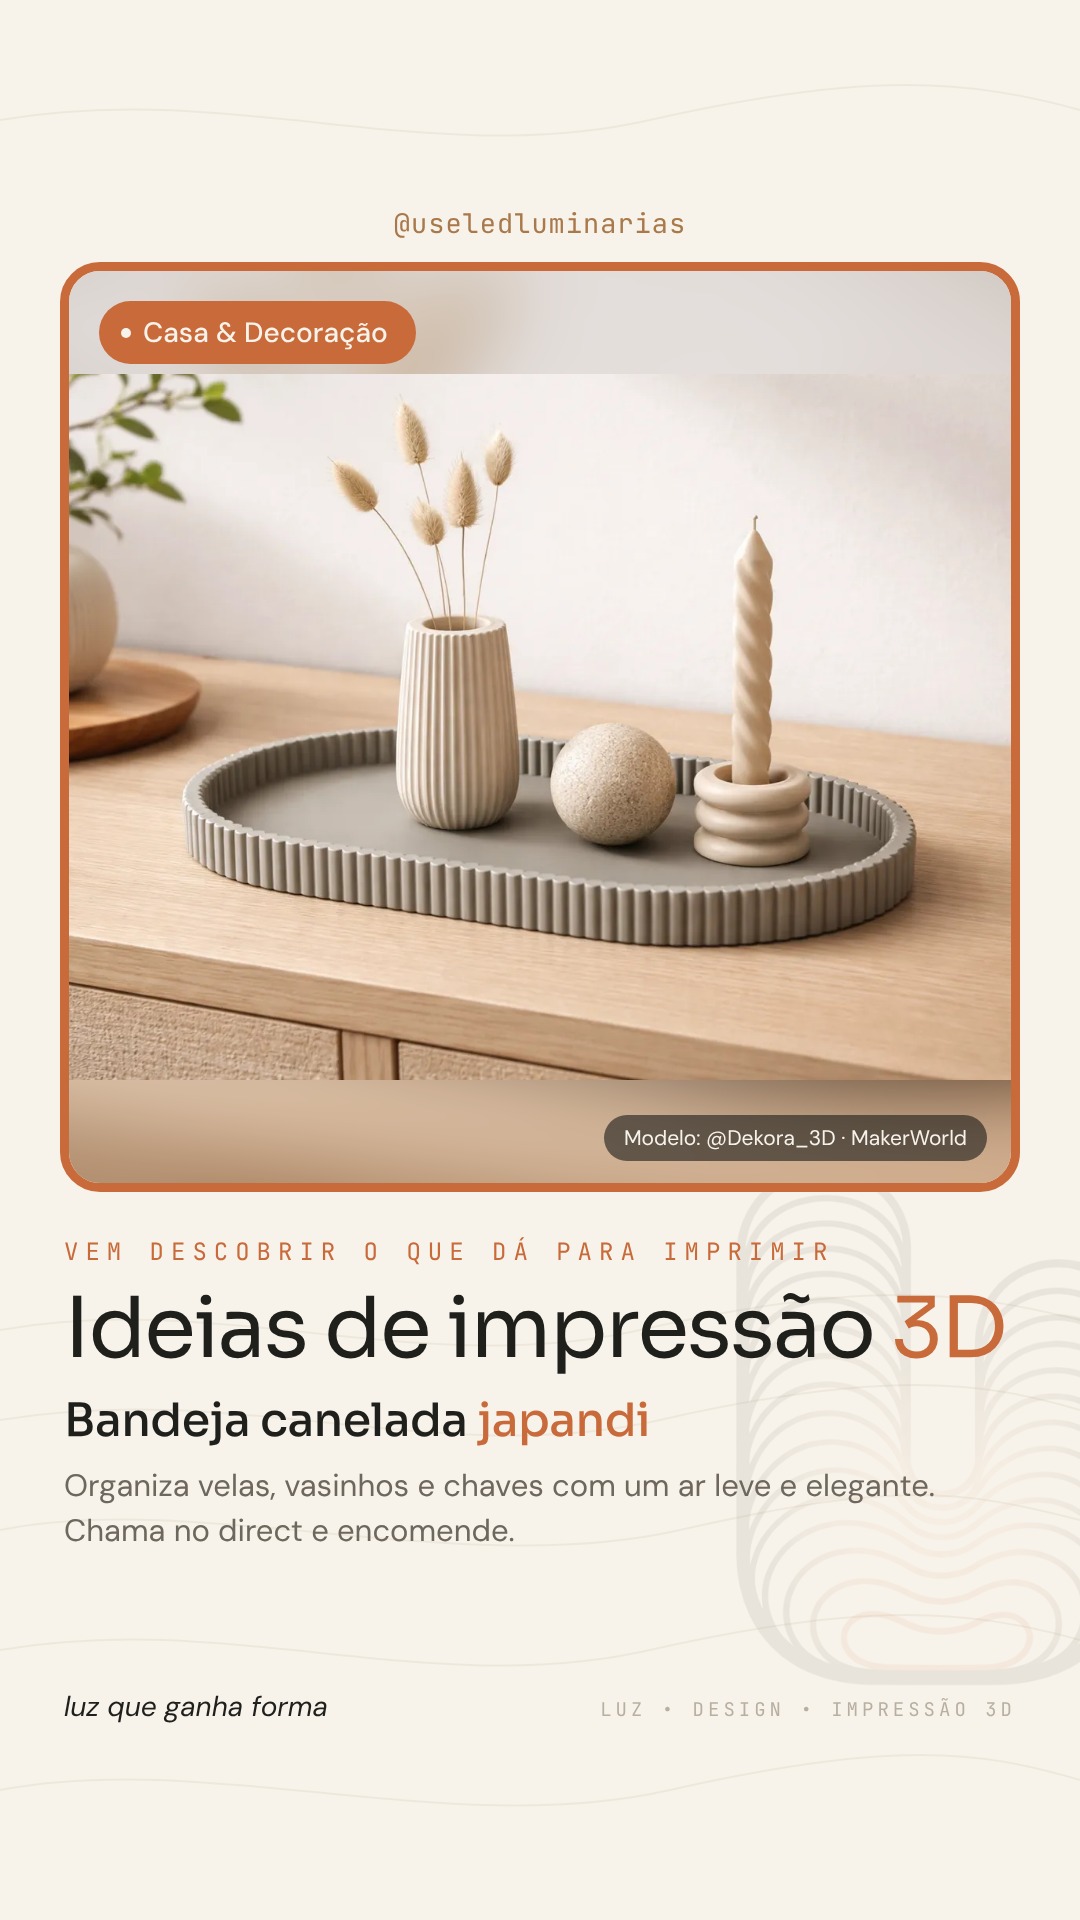 @useledluminarias
• Casa & Decoração
Modelo: @Dekora_3D · MakerWorld
VEM DESCOBRIR O QUE DÁ PARA IMPRIMIR
Ideias de impressão 3D
Bandeja canelada japandi
Organiza velas, vasinhos e chaves com um ar leve e elegante.
Chama no direct e encomende.
luz que ganha forma
LUZ • DESIGN • IMPRESSÃO 3D